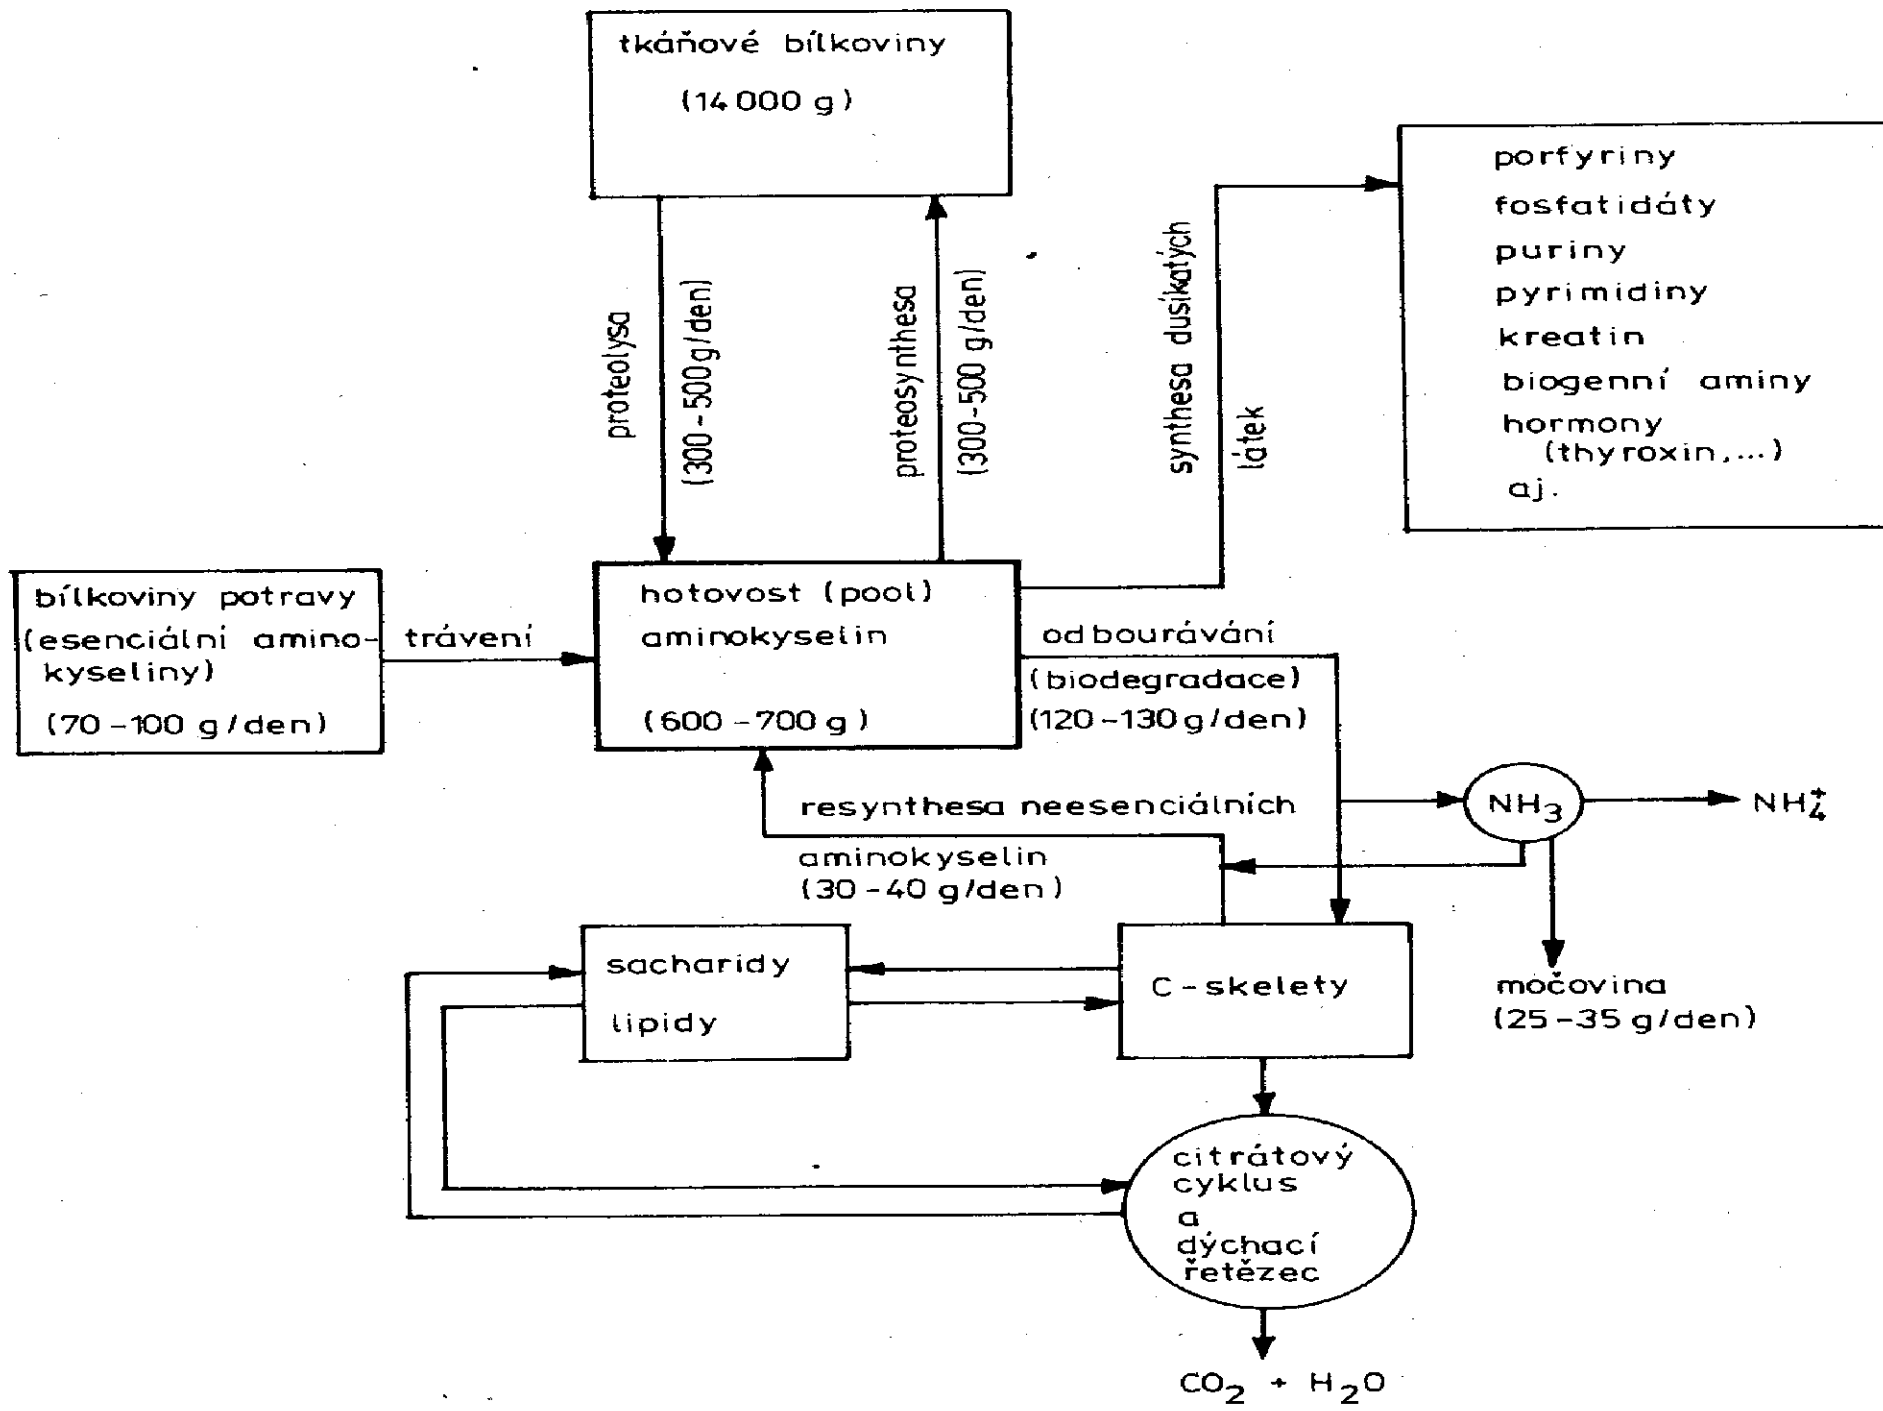 tkáňové bílkoviny
(14 000 g)
porfyriny
fosfatidáty
puriny
pyrimidiny
kreatin
biogenní aminy
hormony
(thyroxin,...)
aj.
proteolysa
(300-500g/den)
proteosynthesa
(300-500 g/den)
synthesa dusíkatých
látek
bílkoviny potravy
(esenciální amino-
kyseliny)
(70-100 g/den)
trávení
hotovost (pool)
aminokyselin
(600-700 g)
odbourávání
(biodegradace)
(120-130 g/den)
resynthesa neesenciálních
aminokyselin
(30-40 g/den)
NH₃
NH₄⁺
močovina
(25-35 g/den)
sacharidy
lipidy
C-skelety
citrátový
cyklus
a
dýchací
řetězec
CO₂ + H₂O